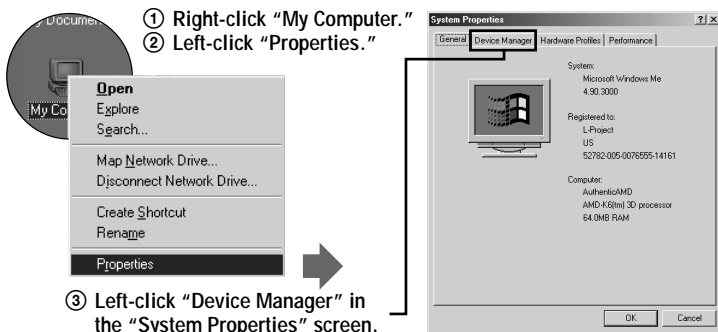 ① Right-click “My Computer.”
② Left-click “Properties.”
My Co
Open
Explore
Search...
Map Network Drive...
Disconnect Network Drive...
Create Shortcut
Rename
Properties
③ Left-click “Device Manager” in
the “System Properties” screen.
System Properties
General Device Manager Hardware Profiles Performance
System:
Microsoft Windows Me
4.90.3000
Registered to:
L-Project
US
52782-005-0076555-14161
Computer:
AuthenticAMD
AMD-K6(tm) 3D processor
64.0MB RAM
OK Cancel